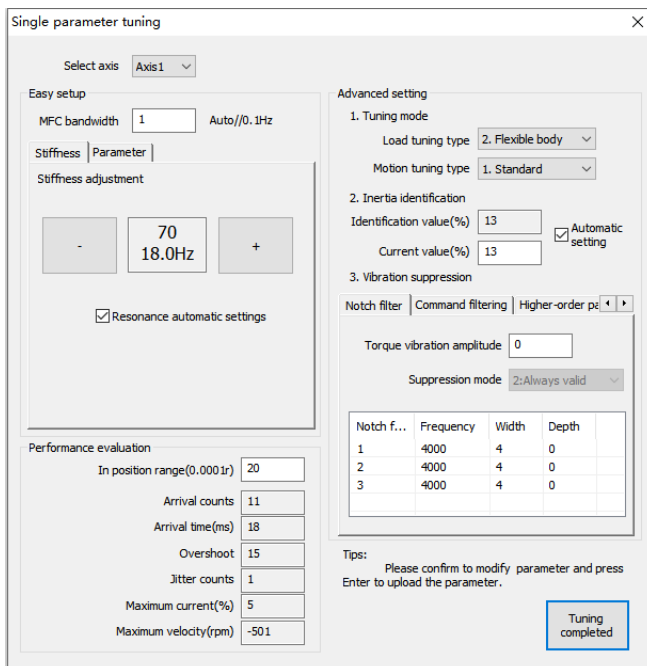 Single parameter tuning
Select axis Axis1
Easy setup
MFC bandwidth 1 Auto//0.1Hz
Stiffness Parameter
Stiffness adjustment
- 70 +
18.0Hz
Resonance automatic settings
Performance evaluation
In position range(0.0001r) 20
Arrival counts 11
Arrival time(ms) 18
Overshoot 15
Jitter counts 1
Maximum current(%) 5
Maximum velocity(rpm) -501
Advanced setting
1. Tuning mode
Load tuning type 2. Flexible body
Motion tuning type 1. Standard
2. Inertia identification
Identification value(%) 13
Current value(%) 13
Automatic
setting
3. Vibration suppression
Notch filter Command filtering Higher-order pa
Torque vibration amplitude 0
Suppression mode 2:Always valid
Notch f... Frequency Width Depth
1 4000 4 0
2 4000 4 0
3 4000 4 0
Tips:
Please confirm to modify parameter and press
Enter to upload the parameter.
Tuning
completed